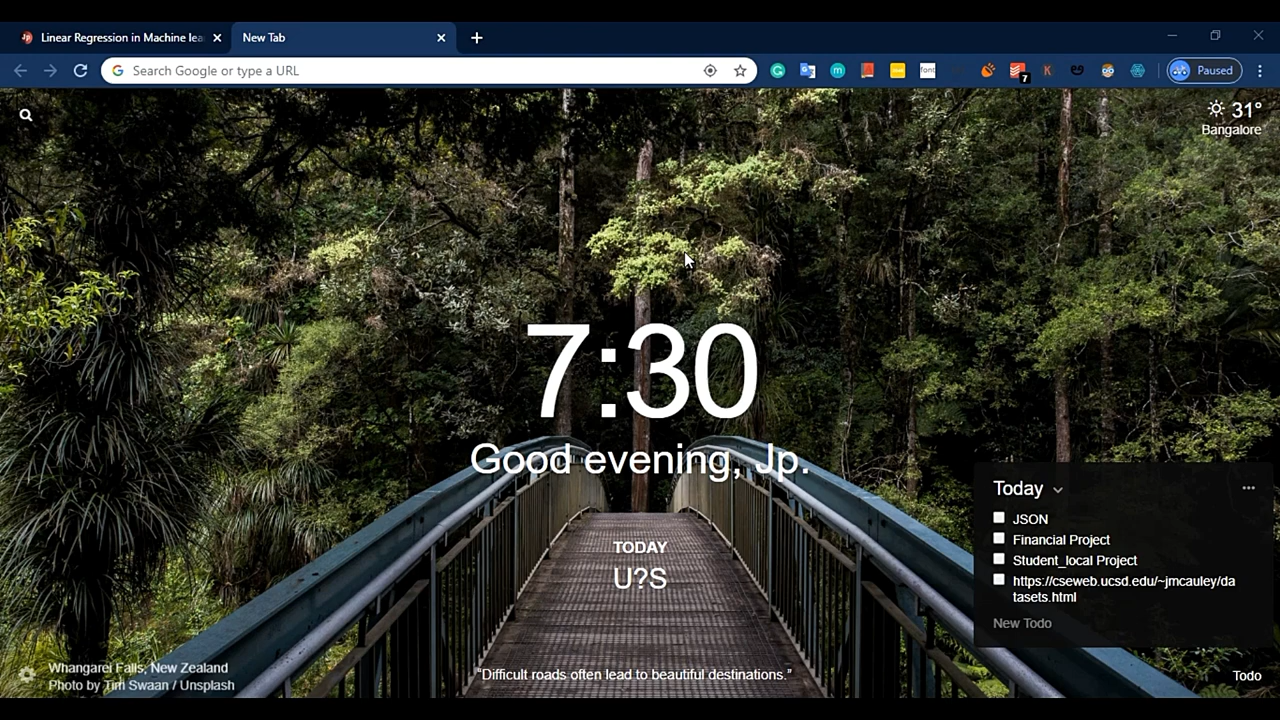 Linear Regression in Machine lea
New Tab
Search Google or type a URL
font
7
K
Paused
31°
Bangalore
7:30
Good evening, Jp.
TODAY
U?S
Today
JSON
Financial Project
Student_local Project
https://cseweb.ucsd.edu/~jmcauley/da
tasets.html
New Todo
Whangarei Falls, New Zealand
Photo by Tim Swaan / Unsplash
“Difficult roads often lead to beautiful destinations.”
Todo